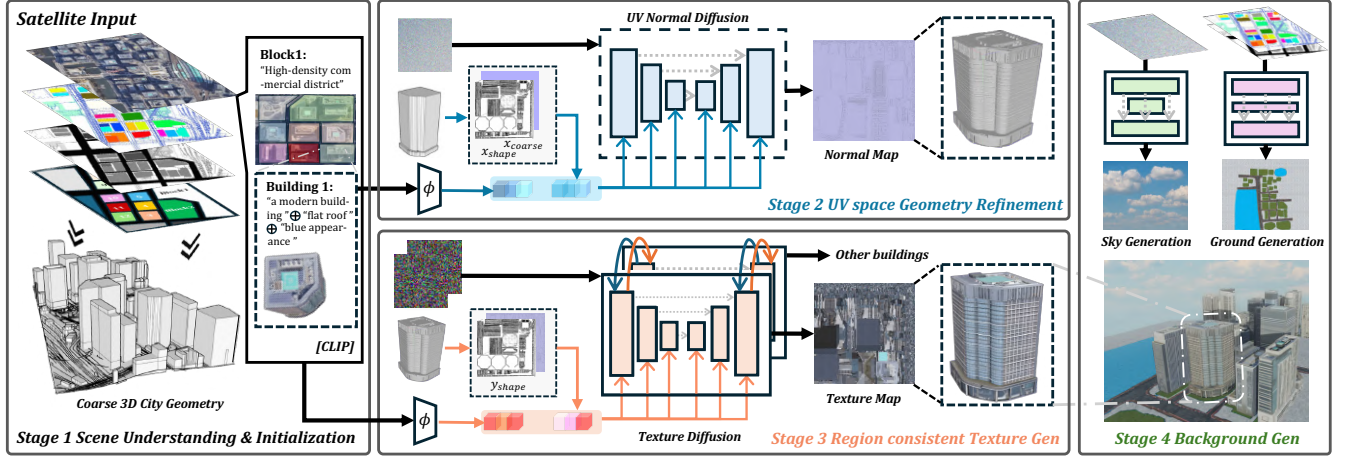 Satellite Input
Block1:
"High-density com
-mercial district"
Building 1:
"a modern build-
ing "⊕ "flat roof"
⊕ "blue appear-
ance "
[CLIP]
Coarse 3D City Geometry
Stage 1 Scene Understanding & Initialization
UV Normal Diffusion
x_coarse
x_shape
ϕ
Normal Map
Stage 2 UV space Geometry Refinement
y_shape
ϕ
Other buildings
Texture Diffusion
Texture Map
Stage 3 Region consistent Texture Gen
Sky Generation
Ground Generation
Stage 4 Background Gen